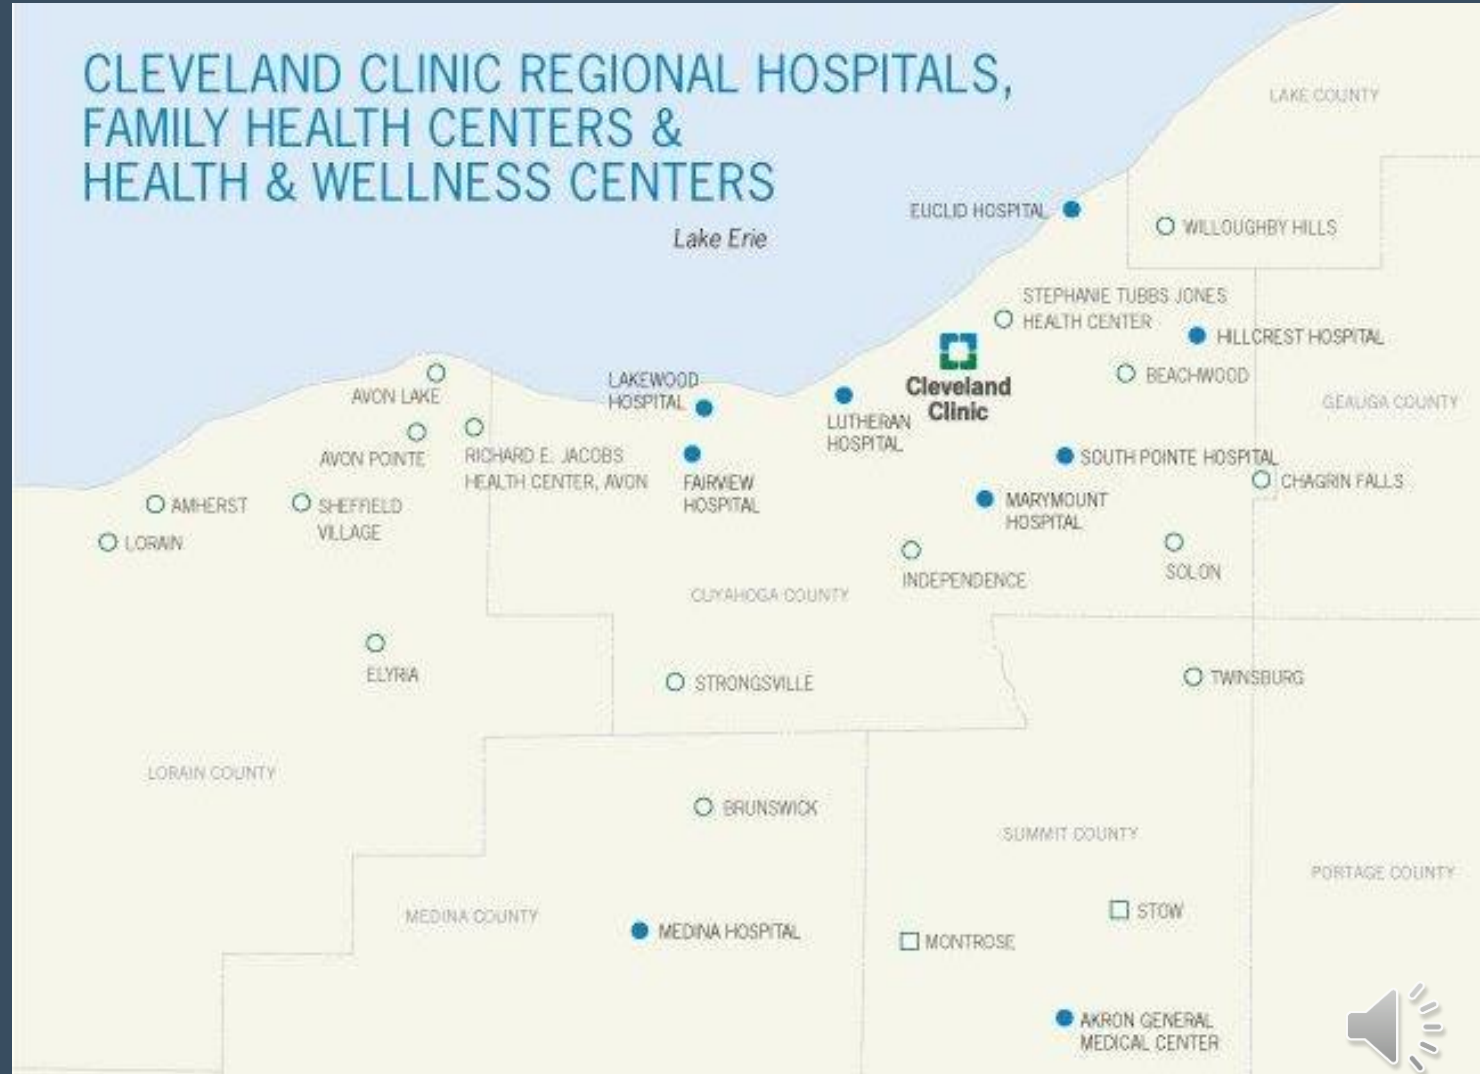 CLEVELAND CLINIC REGIONAL HOSPITALS,
FAMILY HEALTH CENTERS &
HEALTH & WELLNESS CENTERS
Lake Erie
LAKE COUNTY
EUCLID HOSPITAL
WILLOUGHBY HILLS
STEPHANIE TUBBS JONES
HEALTH CENTER
HILLCREST HOSPITAL
Cleveland
Clinic
BEACHWOOD
GEAUGA COUNTY
AVON LAKE
LAKEWOOD
HOSPITAL
LUTHERAN
HOSPITAL
AVON POINTE
RICHARD E. JACOBS
HEALTH CENTER, AVON
FAIRVIEW
HOSPITAL
SOUTH POINTE HOSPITAL
CHAGRIN FALLS
AMHERST
SHEFFIELD
VILLAGE
MARYMOUNT
HOSPITAL
LORAIN
INDEPENDENCE
SOLON
CUYAHOGA COUNTY
ELYRIA
STRONGSVILLE
TWINSBURG
LORAIN COUNTY
BRUNSWICK
SUMMIT COUNTY
PORTAGE COUNTY
MEDINA COUNTY
MEDINA HOSPITAL
STOW
MONTROSE
AKRON GENERAL
MEDICAL CENTER